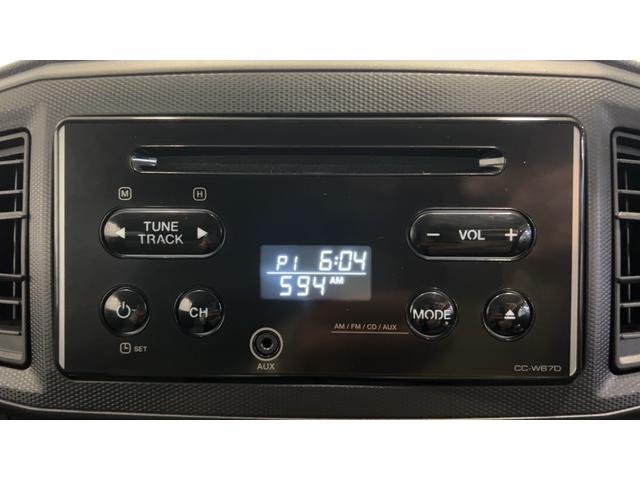 M H
TUNE
TRACK
− VOL +
P1 6:04
594 AM
CH
MODE
SET
AM / FM / CD / AUX
AUX
CC-W67D